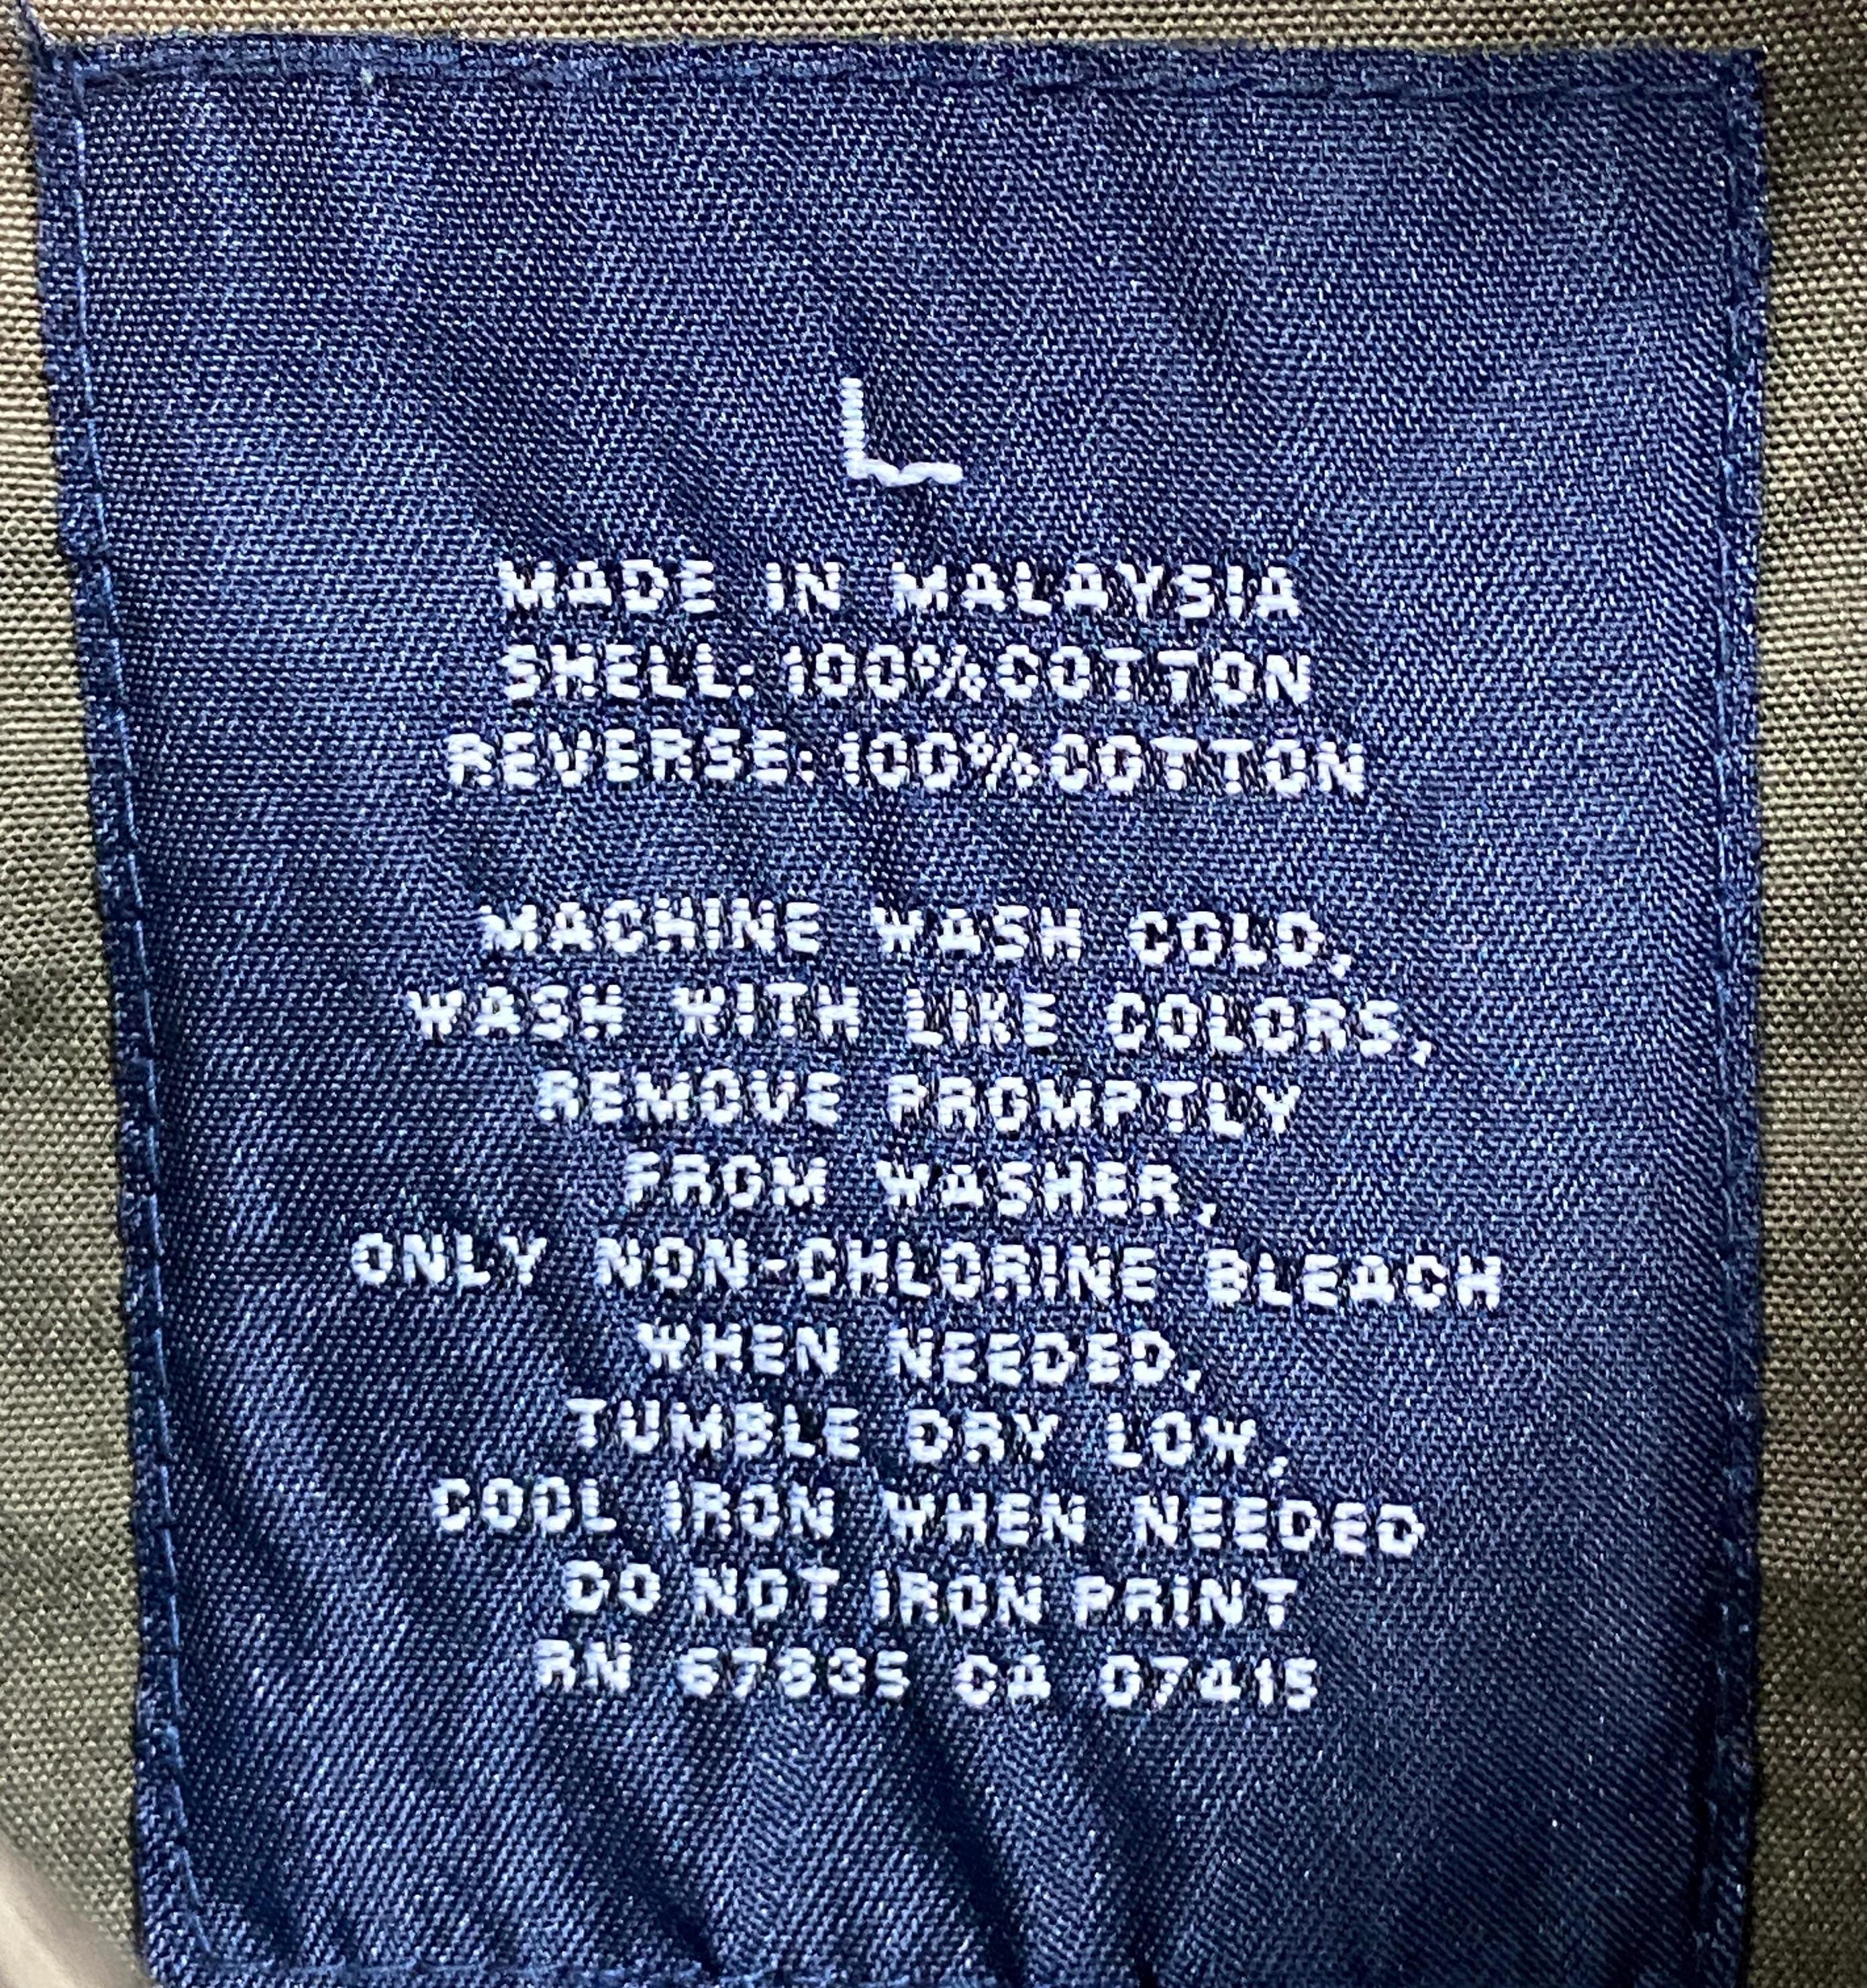 L
MADE IN MALAYSIA
SHELL: 100% COTTON
REVERSE: 100% COTTON
MACHINE WASH COLD,
WASH WITH LIKE COLORS,
REMOVE PROMPTLY
FROM WASHER,
ONLY NON-CHLORINE BLEACH
WHEN NEEDED,
TUMBLE DRY LOW,
COOL IRON WHEN NEEDED
DO NOT IRON PRINT
RN 67835 CA 07415